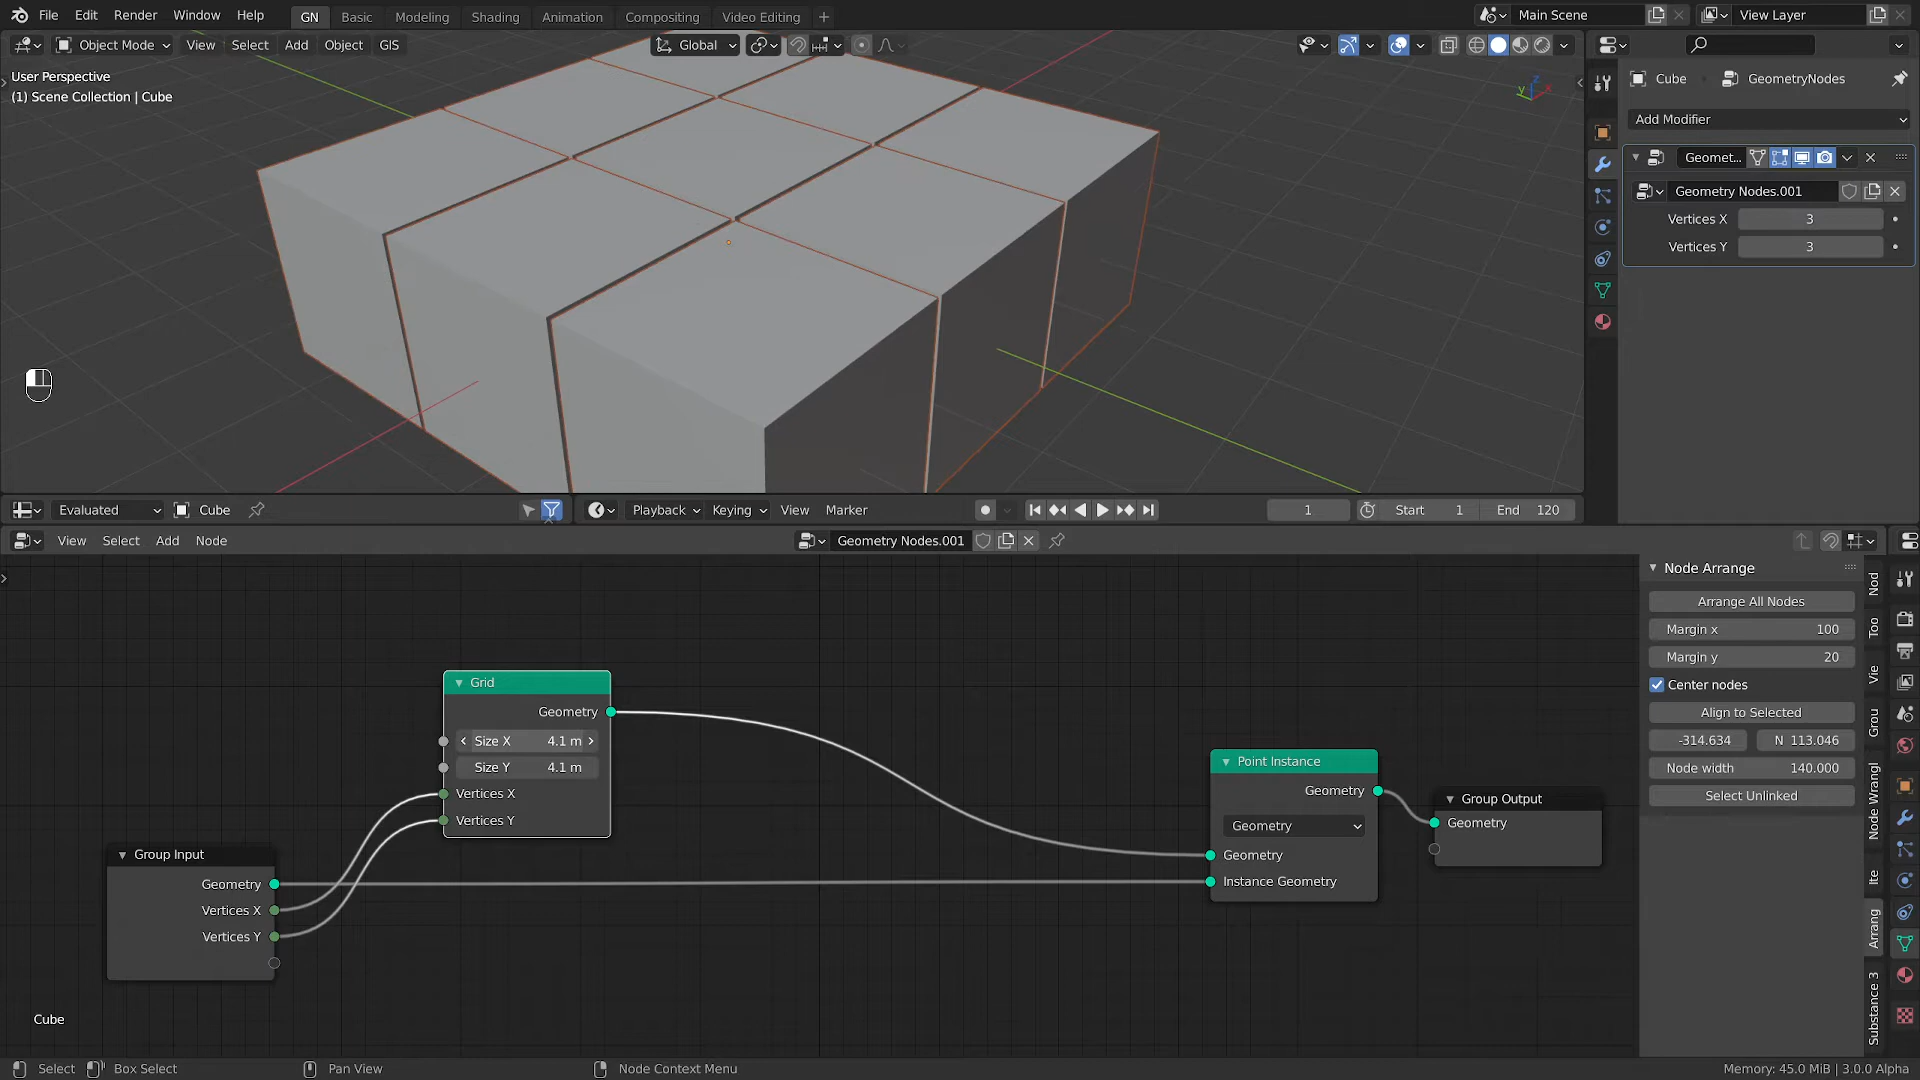 File Edit Render Window Help GN Basic Modeling Shading Animation Compositing Video Editing + Main Scene View Layer
Object Mode View Select Add Object GIS Global
User Perspective
(1) Scene Collection | Cube
Z
Y
X
Cube GeometryNodes
Add Modifier
Geomet...
Geometry Nodes.001
Vertices X 3
Vertices Y 3
Evaluated Cube Playback Keying View Marker 1 Start 1 End 120
View Select Add Node Geometry Nodes.001
Node Arrange
Arrange All Nodes
Margin x 100
Margin y 20
Center nodes
Align to Selected
-314.634 N 113.046
Node width 140.000
Select Unlinked
Nod
Too
Vie
Grou
Node Wrangl
Ite
Arrang
Substance 3
Grid
Geometry
Size X 4.1 m
Size Y 4.1 m
Vertices X
Vertices Y
Group Input
Geometry
Vertices X
Vertices Y
Point Instance
Geometry
Geometry
Geometry
Instance Geometry
Group Output
Geometry
Cube
Select Box Select Pan View Node Context Menu Memory: 45.0 MiB | 3.0.0 Alpha